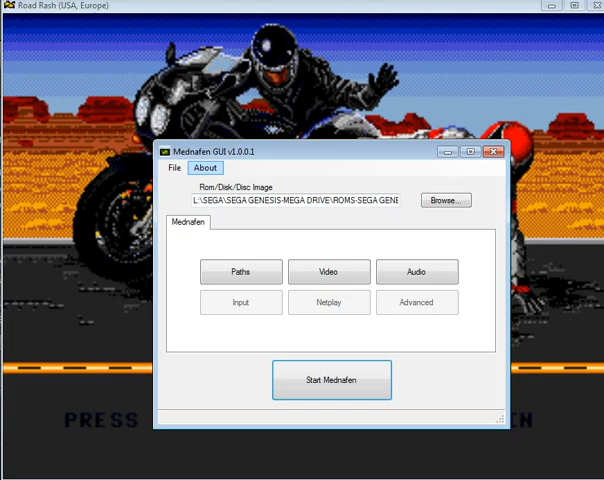 Road Rash (USA, Europe)
Mednafen GUI v1.0.0.1
File About
Rom/Disk/Disc Image
L:\SEGA\SEGA GENESIS-MEGA DRIVE\ROMS-SEGA GENE
Browse...
Mednafen
Paths Video Audio
Input Netplay Advanced
Start Mednafen
PRESS EN